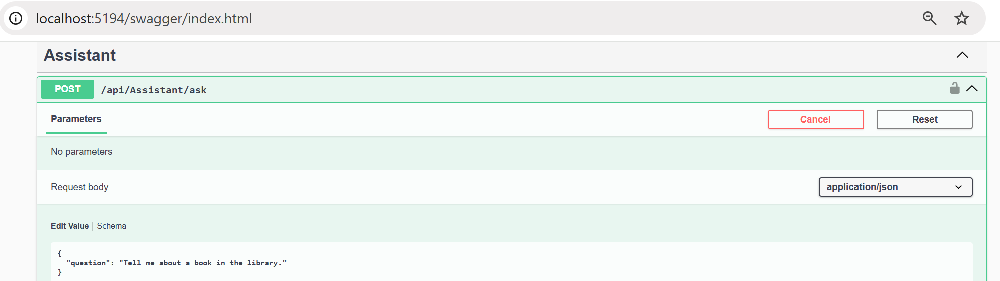 localhost:5194/swagger/index.html
Assistant
POST /api/Assistant/ask
Parameters Cancel Reset
No parameters
Request body application/json
Edit Value | Schema
{
"question": "Tell me about a book in the library."
}